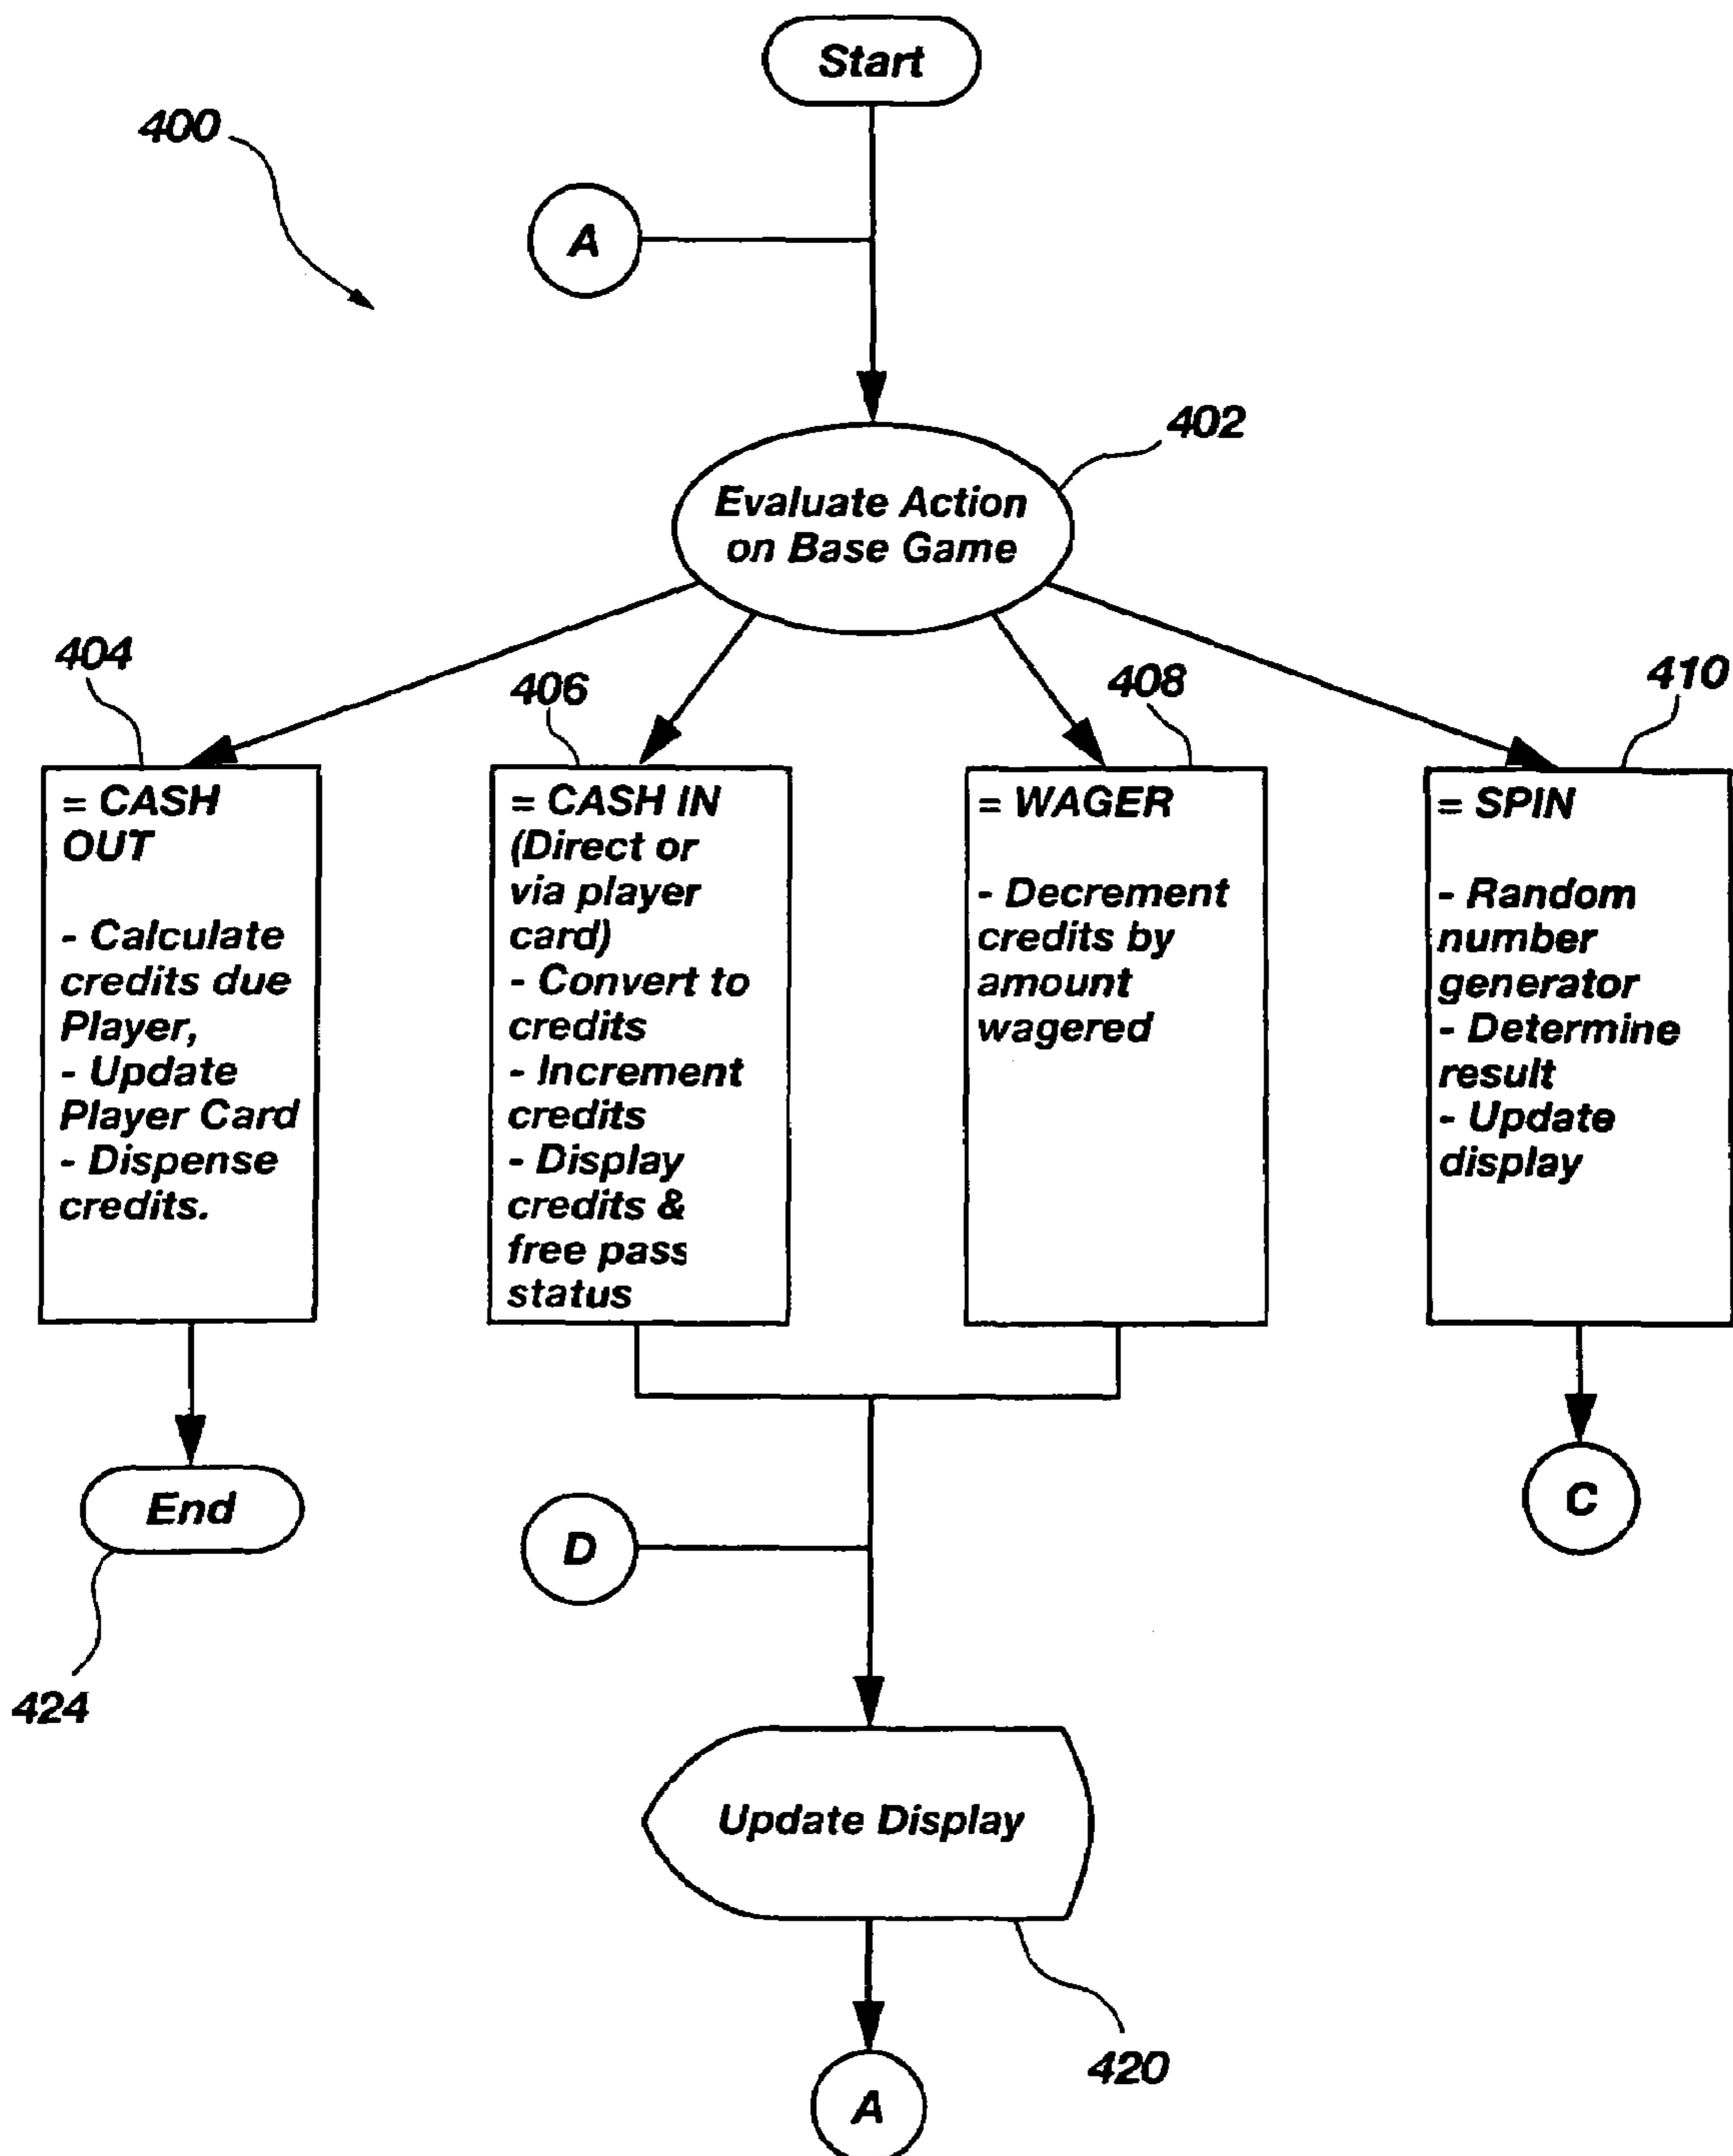 Start
400
A
402
Evaluate Action
on Base Game
404
406
408
410
= CASH
OUT
- Calculate
credits due
Player,
- Update
Player Card
- Dispense
credits.
= CASH IN
(Direct or
via player
card)
- Convert to
credits
- Increment
credits
- Display
credits &
free pass
status
= WAGER
- Decrement
credits by
amount
wagered
= SPIN
- Random
number
generator
- Determine
result
- Update
display
End
424
D
C
Update Display
420
A